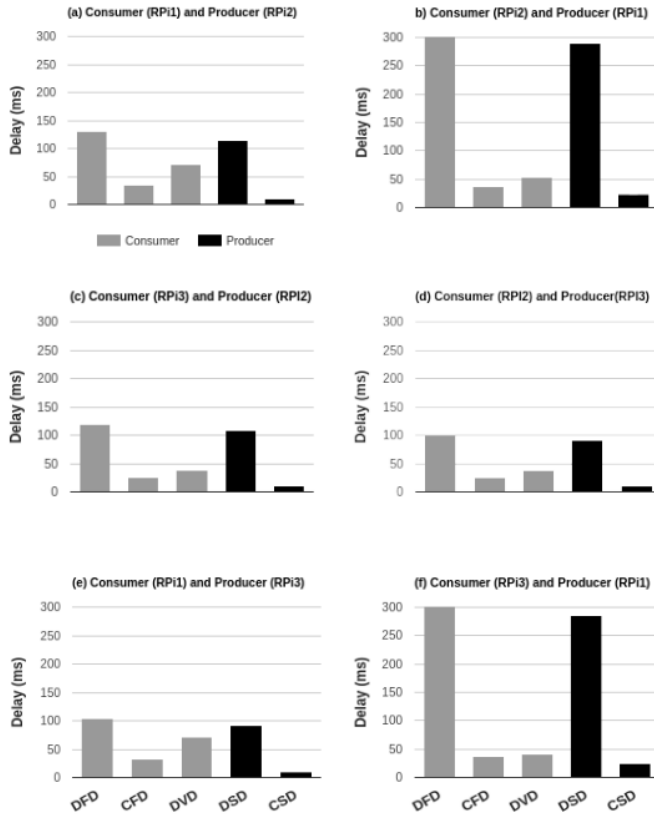 (a) Consumer (RPi1) and Producer (RPi2)
300
250
200
150
100
50
0
Delay (ms)
Consumer Producer
b) Consumer (RPi2) and Producer (RPi1)
300
250
200
150
100
50
0
Delay (ms)
(c) Consumer (RPi3) and Producer (RPI2)
300
250
200
150
100
50
0
Delay (ms)
(d) Consumer (RPI2) and Producer(RPI3)
300
250
200
150
100
50
0
Delay (ms)
(e) Consumer (RPi1) and Producer (RPi3)
300
250
200
150
100
50
0
Delay (ms)
DFD CFD DVD DSD CSD
(f) Consumer (RPi3) and Producer (RPi1)
300
250
200
150
100
50
0
Delay (ms)
DFD CFD DVD DSD CSD